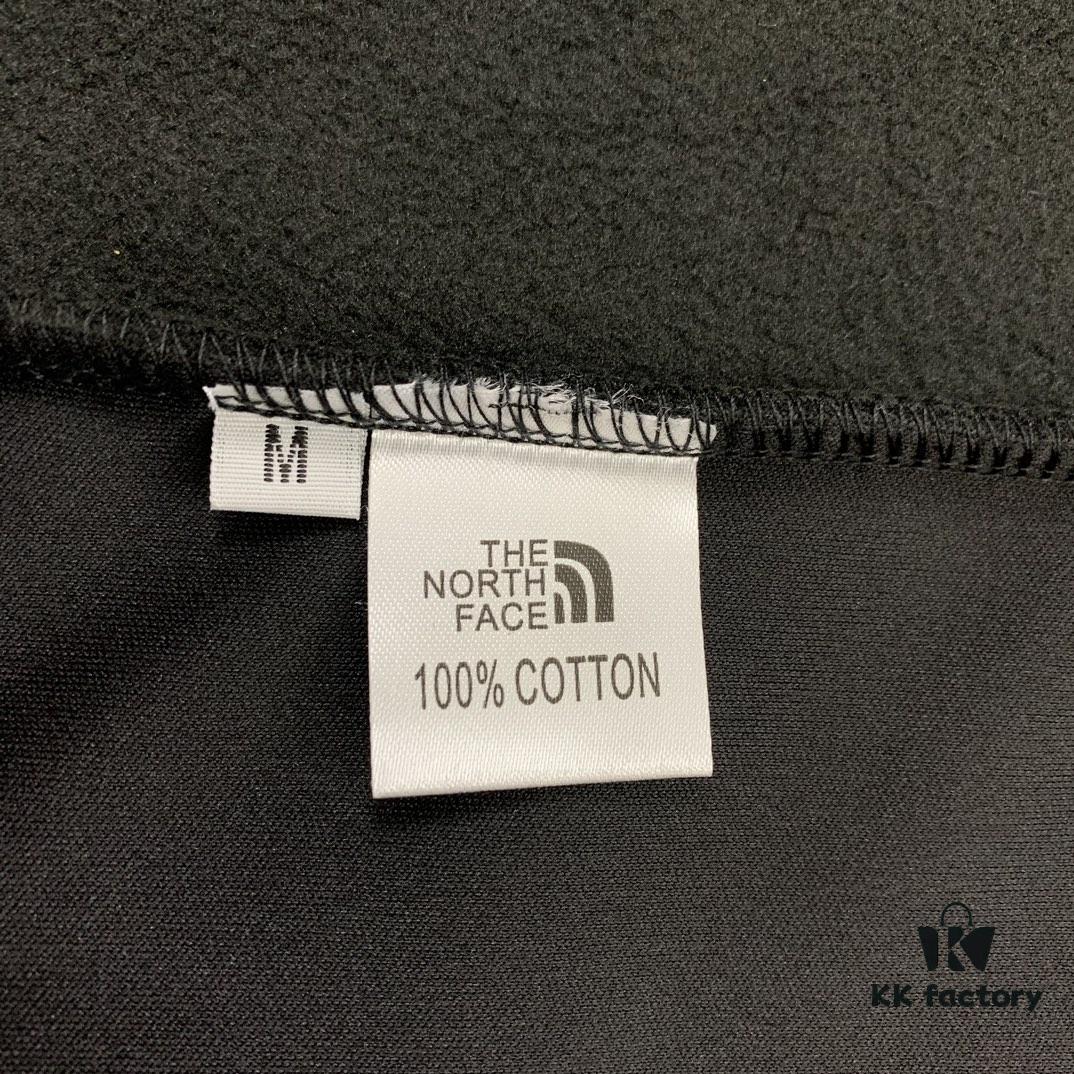 M
THE
NORTH
FACE
100% COTTON
KK factory